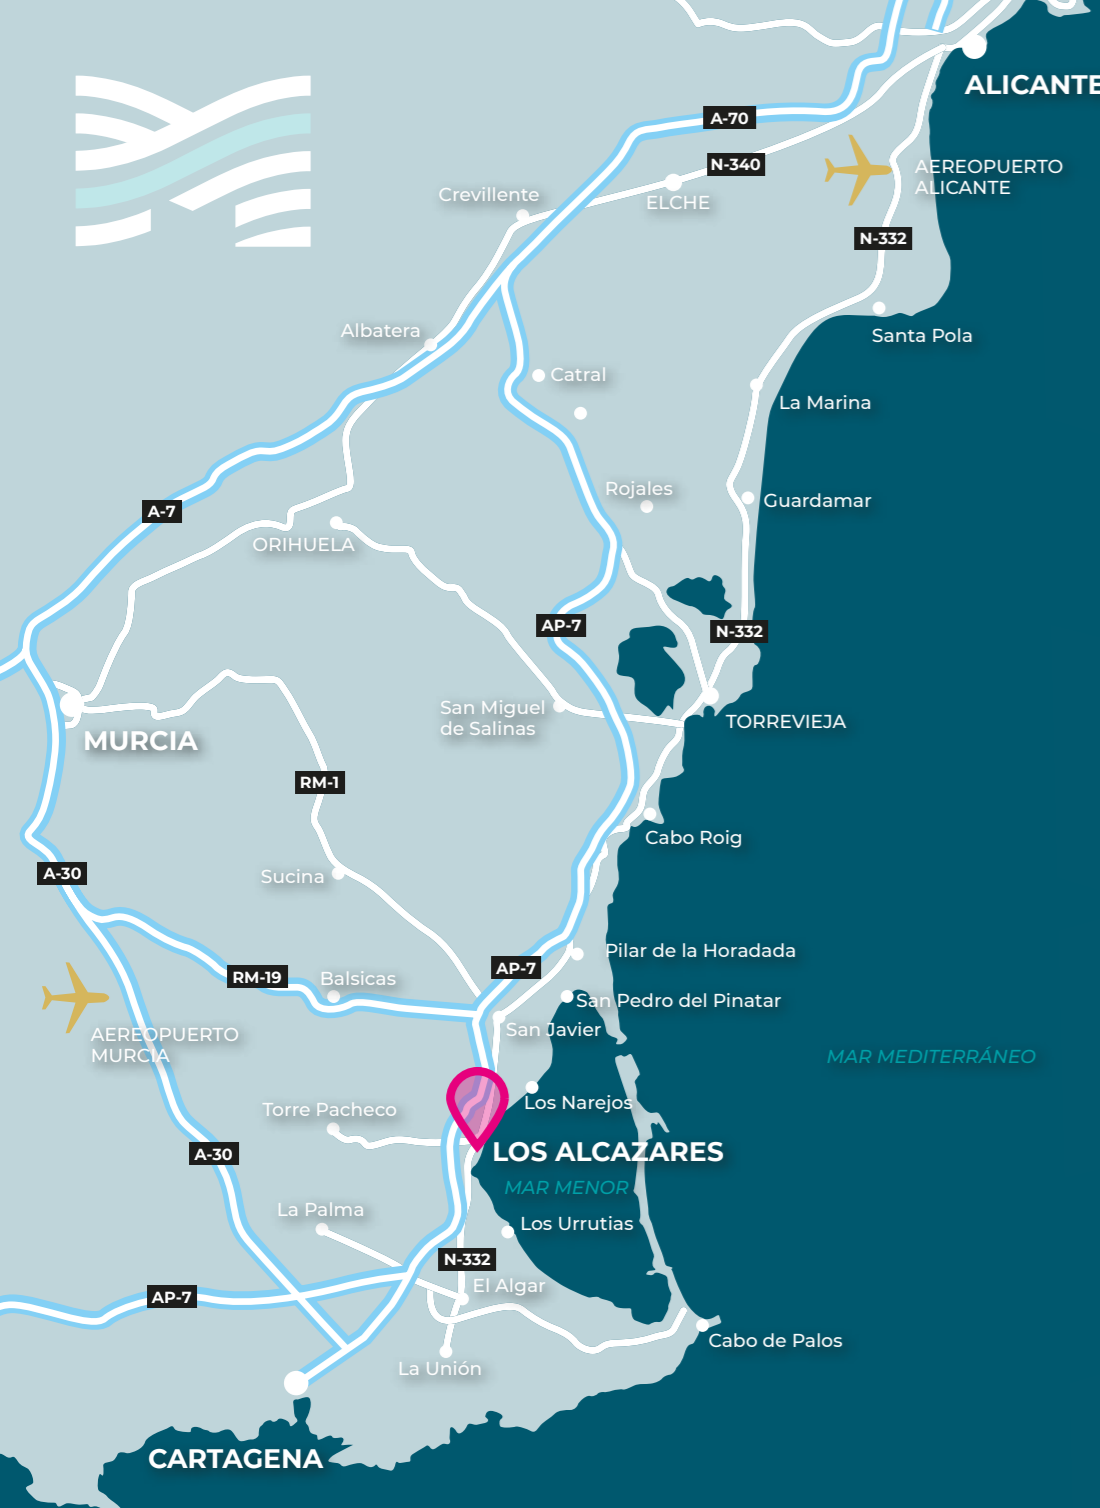 ALICANTE
A-70
N-340
AEREOPUERTO
ALICANTE
Crevillente
ELCHE
N-332
Albatera
Santa Pola
Catral
La Marina
Rojales
Guardamar
A-7
ORIHUELA
AP-7
N-332
San Miguel
de Salinas
TORREVIEJA
MURCIA
RM-1
Cabo Roig
A-30
Sucina
Pilar de la Horadada
AP-7
RM-19
Balsicas
San Pedro del Pinatar
San Javier
AEREOPUERTO
MURCIA
MAR MEDITERRÁNEO
Los Narejos
Torre Pacheco
LOS ALCAZARES
A-30
MAR MENOR
La Palma
Los Urrutias
N-332
El Algar
AP-7
Cabo de Palos
La Unión
CARTAGENA